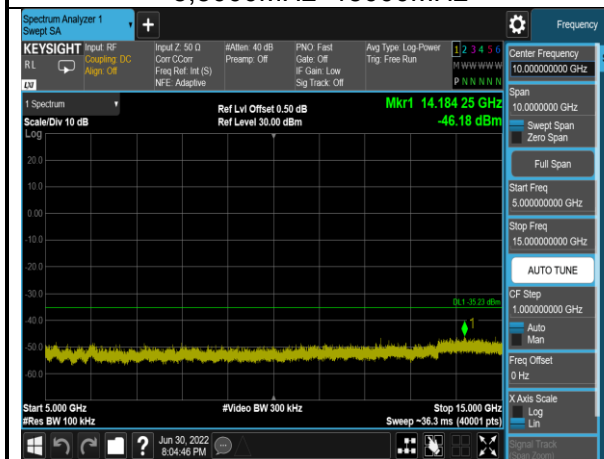 Spectrum Analyzer 1
Swept SA
+
Frequency
KEYSIGHT
RL
Input: RF
Coupling: DC
Align: Off
Input Z: 50 Ω
Corr CCorr
Freq Ref: Int (S)
NFE: Adaptive
#Atten: 40 dB
Preamp: Off
PNO: Fast
Gate: Off
IF Gain: Low
Sig Track: Off
Avg Type: Log-Power
Trig: Free Run
1 2 3 4 5 6
M W W W W W
P N N N N N
1 Spectrum
Scale/Div 10 dB
Log
Ref Lvl Offset 0.50 dB
Ref Level 30.00 dBm
Mkr1 14.184 25 GHz
-46.18 dBm
20.0
10.0
0.00
-10.0
-20.0
-30.0
-40.0
-50.0
-60.0
DL1 -35.23 dBm
1
Start 5.000 GHz
#Res BW 100 kHz
#Video BW 300 kHz
Stop 15.000 GHz
Sweep ~36.3 ms (40001 pts)
Jun 30, 2022
8:04:46 PM
?
Center Frequency
10.000000000 GHz
Span
10.0000000 GHz
Swept Span
Zero Span
Full Span
Start Freq
5.000000000 GHz
Stop Freq
15.000000000 GHz
AUTO TUNE
CF Step
1.000000000 GHz
Auto
Man
Freq Offset
0 Hz
X Axis Scale
Log
Lin
Signal Track
(Span Zoom)